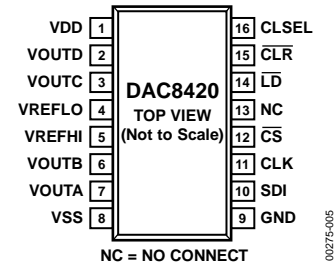 VDD 1 16 CLSEL
VOUTD 2 15 CLR
VOUTC 3 DAC8420 14 LD
VREFLO 4 TOP VIEW 13 NC
VREFHI 5 (Not to Scale) 12 CS
VOUTB 6 11 CLK
VOUTA 7 10 SDI
VSS 8 9 GND
NC = NO CONNECT
00275-005